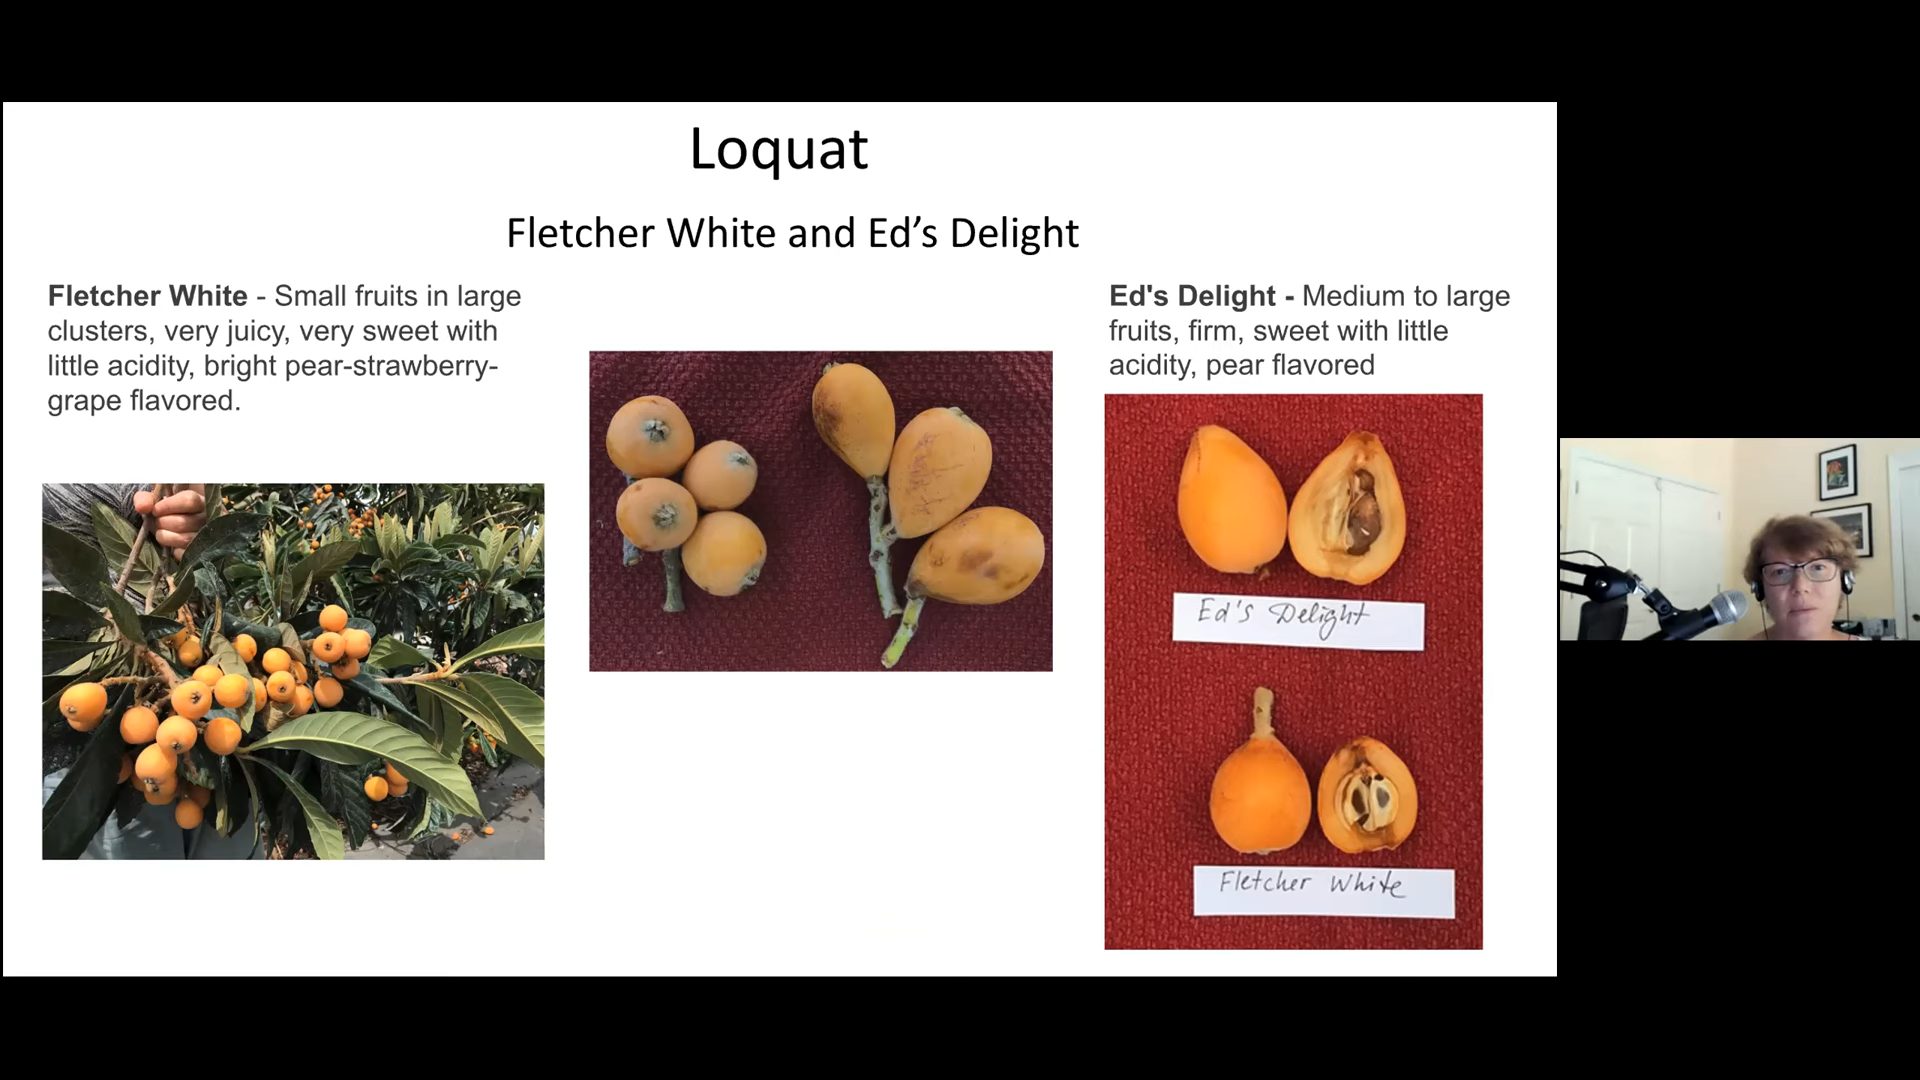 Loquat
Fletcher White and Ed’s Delight
Fletcher White - Small fruits in large
clusters, very juicy, very sweet with
little acidity, bright pear-strawberry-
grape flavored.
Ed's Delight - Medium to large
fruits, firm, sweet with little
acidity, pear flavored
Ed's Delight
Fletcher White